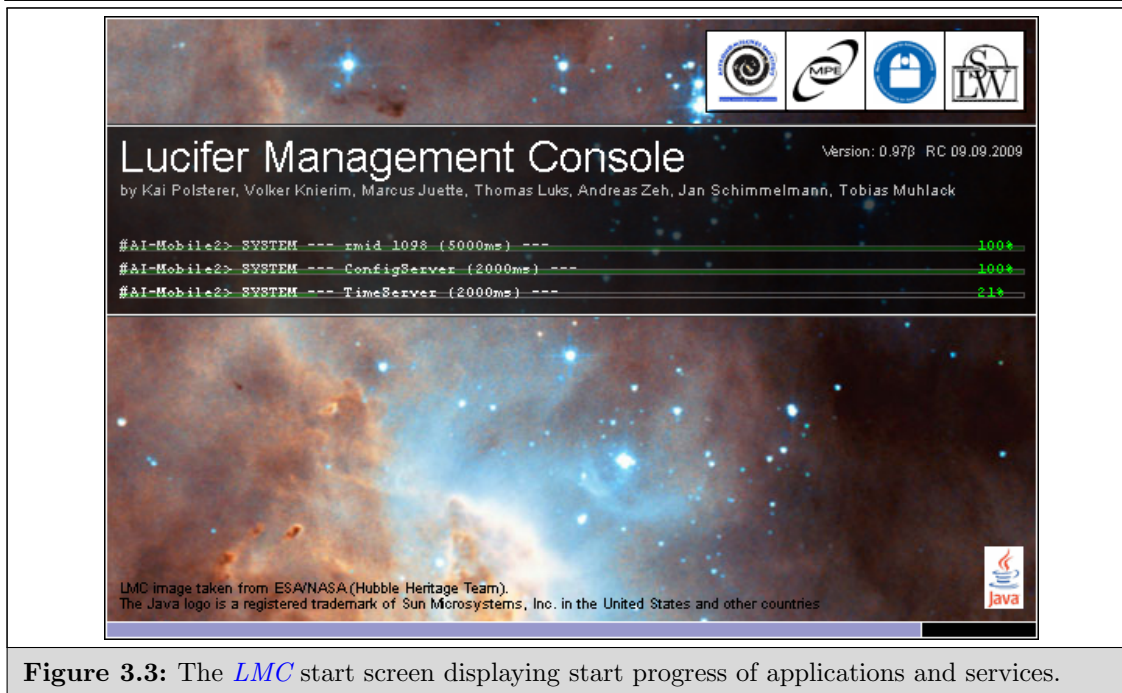 MPE
SLW
Lucifer Management Console
Version: 0.97β RC 09.09.2009
by Kai Polsterer, Volker Knierim, Marcus Juette, Thomas Luks, Andreas Zeh, Jan Schimmelmann, Tobias Muhlack
#AI-Mobile2> SYSTEM --- rmid 1098 (5000ms) --- 100%
#AI-Mobile2> SYSTEM --- ConfigServer (2000ms) --- 100%
#AI-Mobile2> SYSTEM --- TimeServer (2000ms) --- 21%
LMC image taken from ESA/NASA (Hubble Heritage Team).
The Java logo is a registered trademark of Sun Microsystems, Inc. in the United States and other countries
Java
Figure 3.3: The LMC start screen displaying start progress of applications and services.